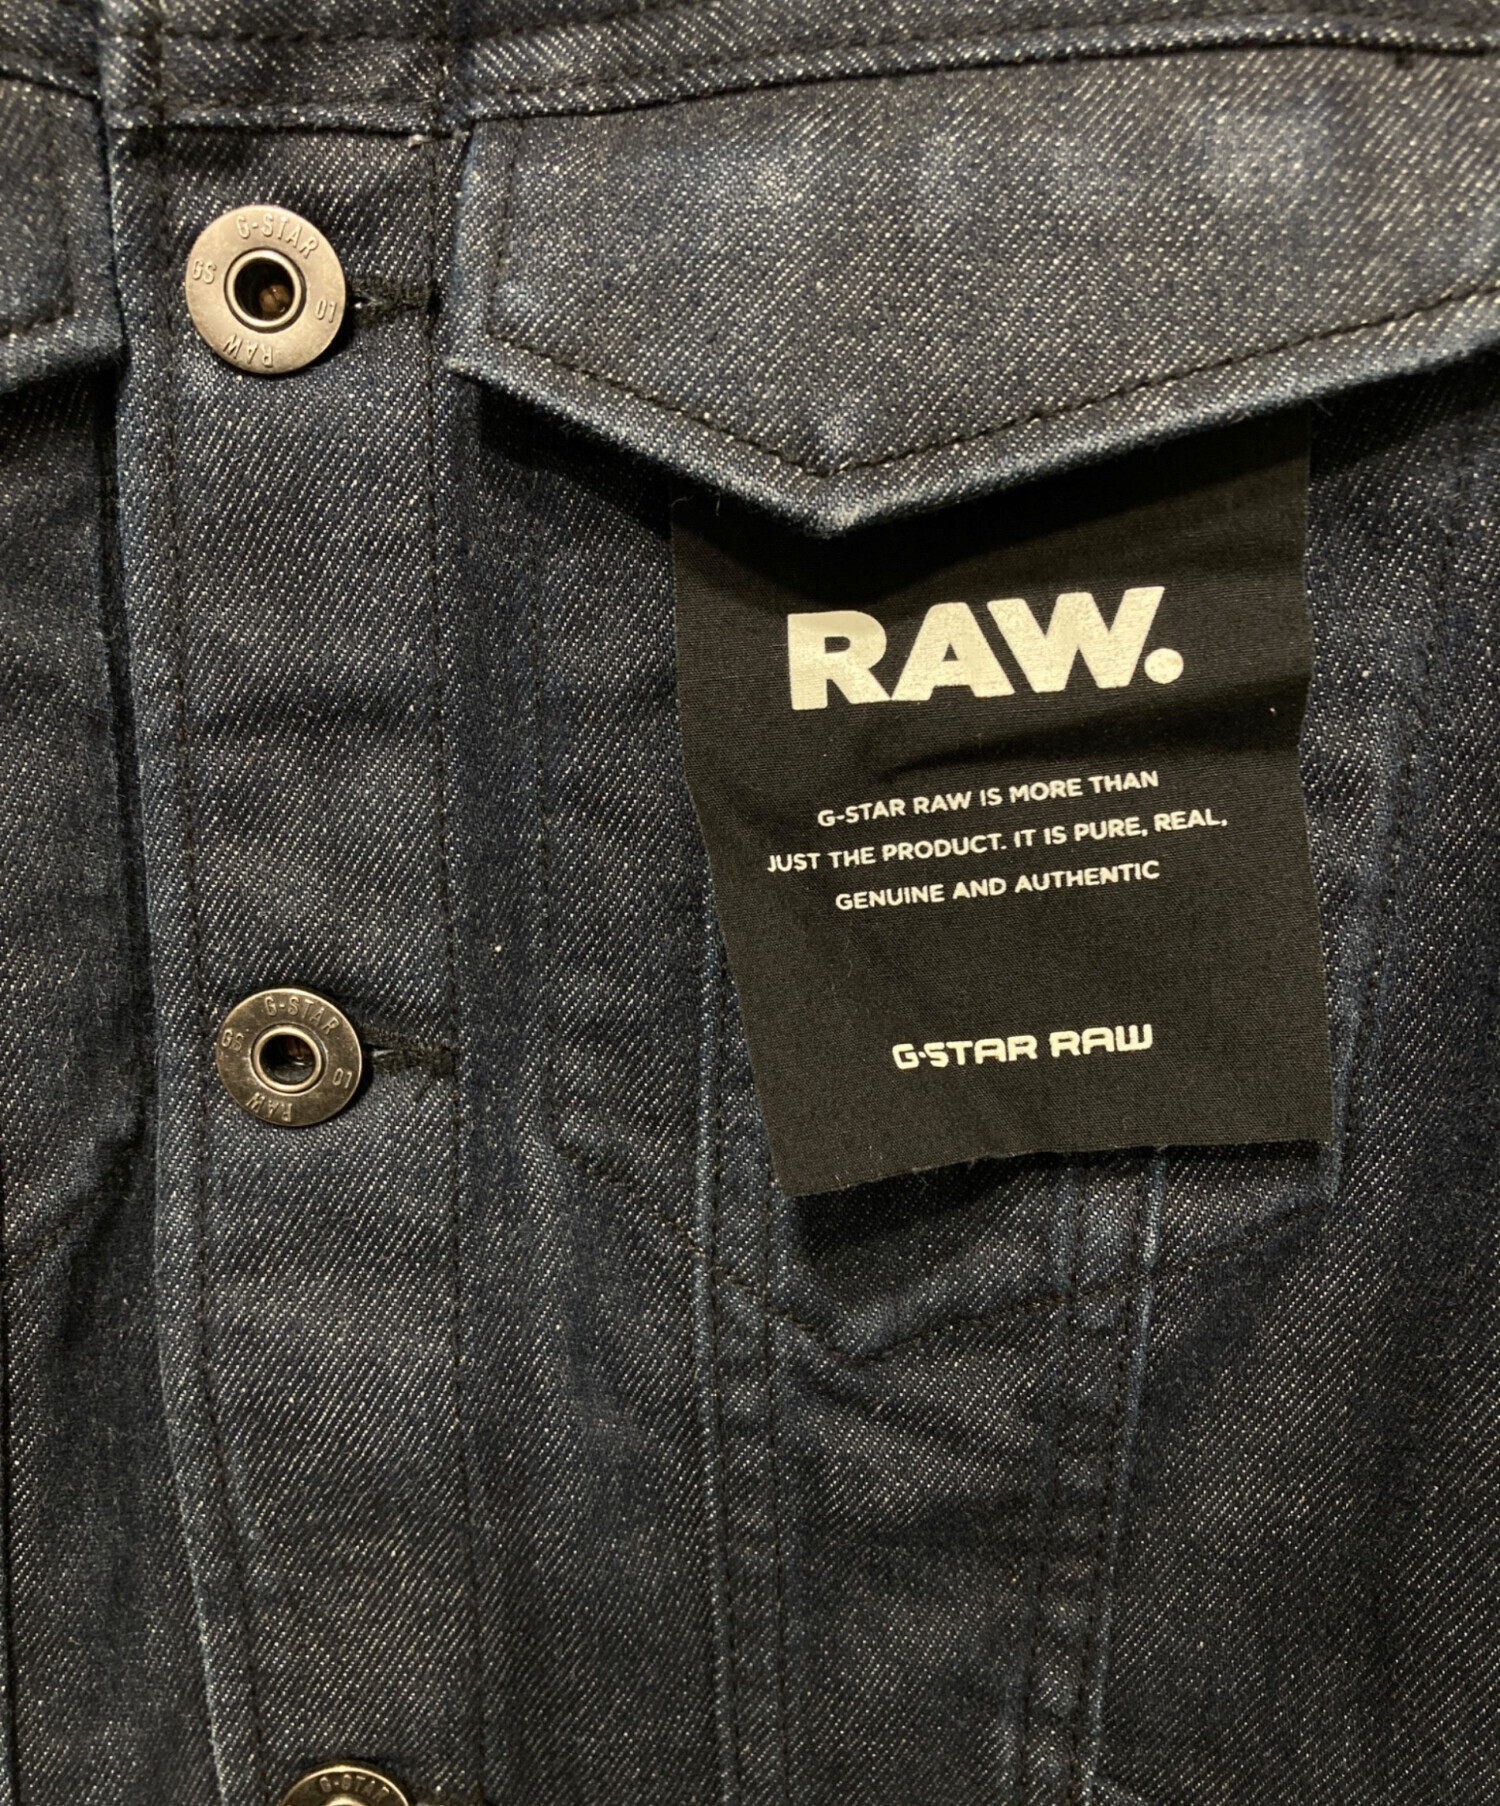 G-STAR
GS 01
RAW
RAW.
G-STAR RAW IS MORE THAN
JUST THE PRODUCT. IT IS PURE, REAL,
GENUINE AND AUTHENTIC
G-STAR RAW
G-STAR
GS 01
RAW
G-STAR